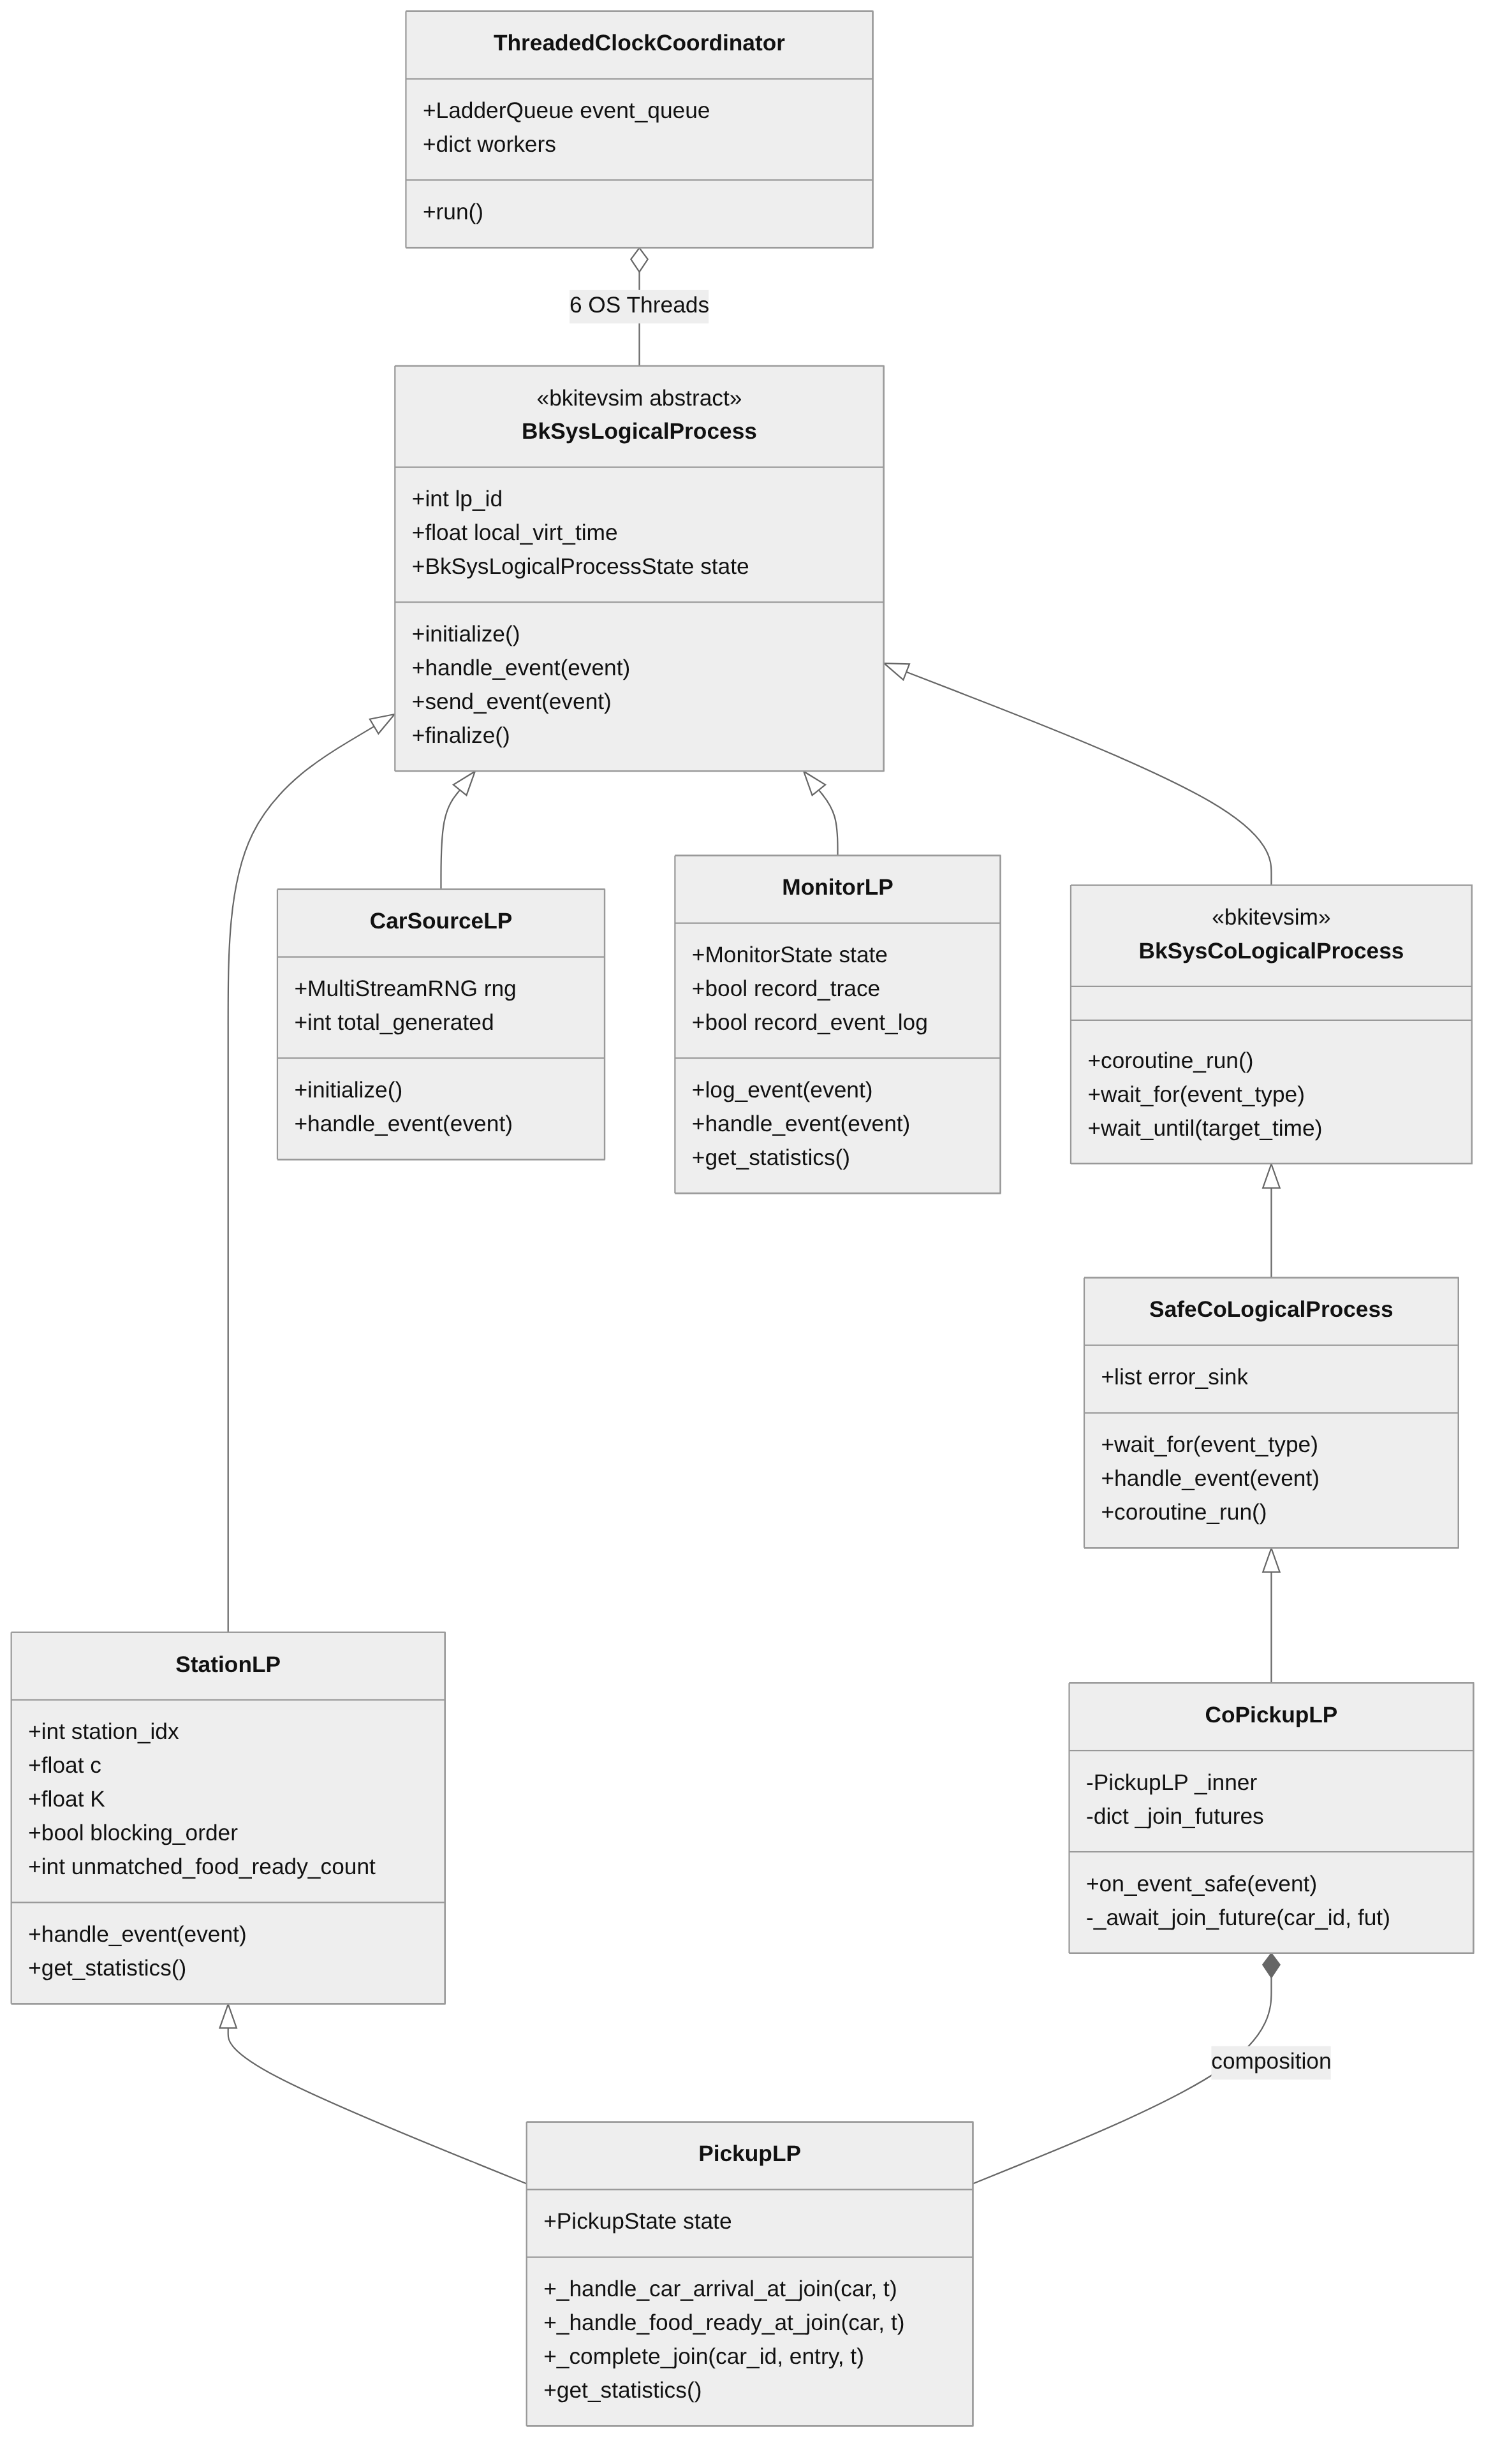 ThreadedClockCoordinator
+LadderQueue event_queue
+dict workers
+run()
6 OS Threads
«bkitevsim abstract»
BkSysLogicalProcess
+int lp_id
+float local_virt_time
+BkSysLogicalProcessState state
+initialize()
+handle_event(event)
+send_event(event)
+finalize()
CarSourceLP
+MultiStreamRNG rng
+int total_generated
+initialize()
+handle_event(event)
MonitorLP
+MonitorState state
+bool record_trace
+bool record_event_log
+log_event(event)
+handle_event(event)
+get_statistics()
«bkitevsim»
BkSysCoLogicalProcess
+coroutine_run()
+wait_for(event_type)
+wait_until(target_time)
SafeCoLogicalProcess
+list error_sink
+wait_for(event_type)
+handle_event(event)
+coroutine_run()
StationLP
+int station_idx
+float c
+float K
+bool blocking_order
+int unmatched_food_ready_count
+handle_event(event)
+get_statistics()
CoPickupLP
-PickupLP _inner
-dict _join_futures
+on_event_safe(event)
-_await_join_future(car_id, fut)
composition
PickupLP
+PickupState state
+_handle_car_arrival_at_join(car, t)
+_handle_food_ready_at_join(car, t)
+_complete_join(car_id, entry, t)
+get_statistics()